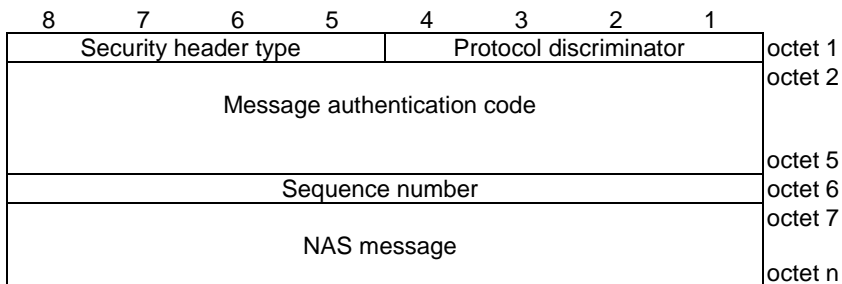 8 7 6 5 4 3 2 1
Security header type Protocol discriminator octet 1
octet 2
Message authentication code
octet 5
Sequence number octet 6
octet 7
NAS message
octet n